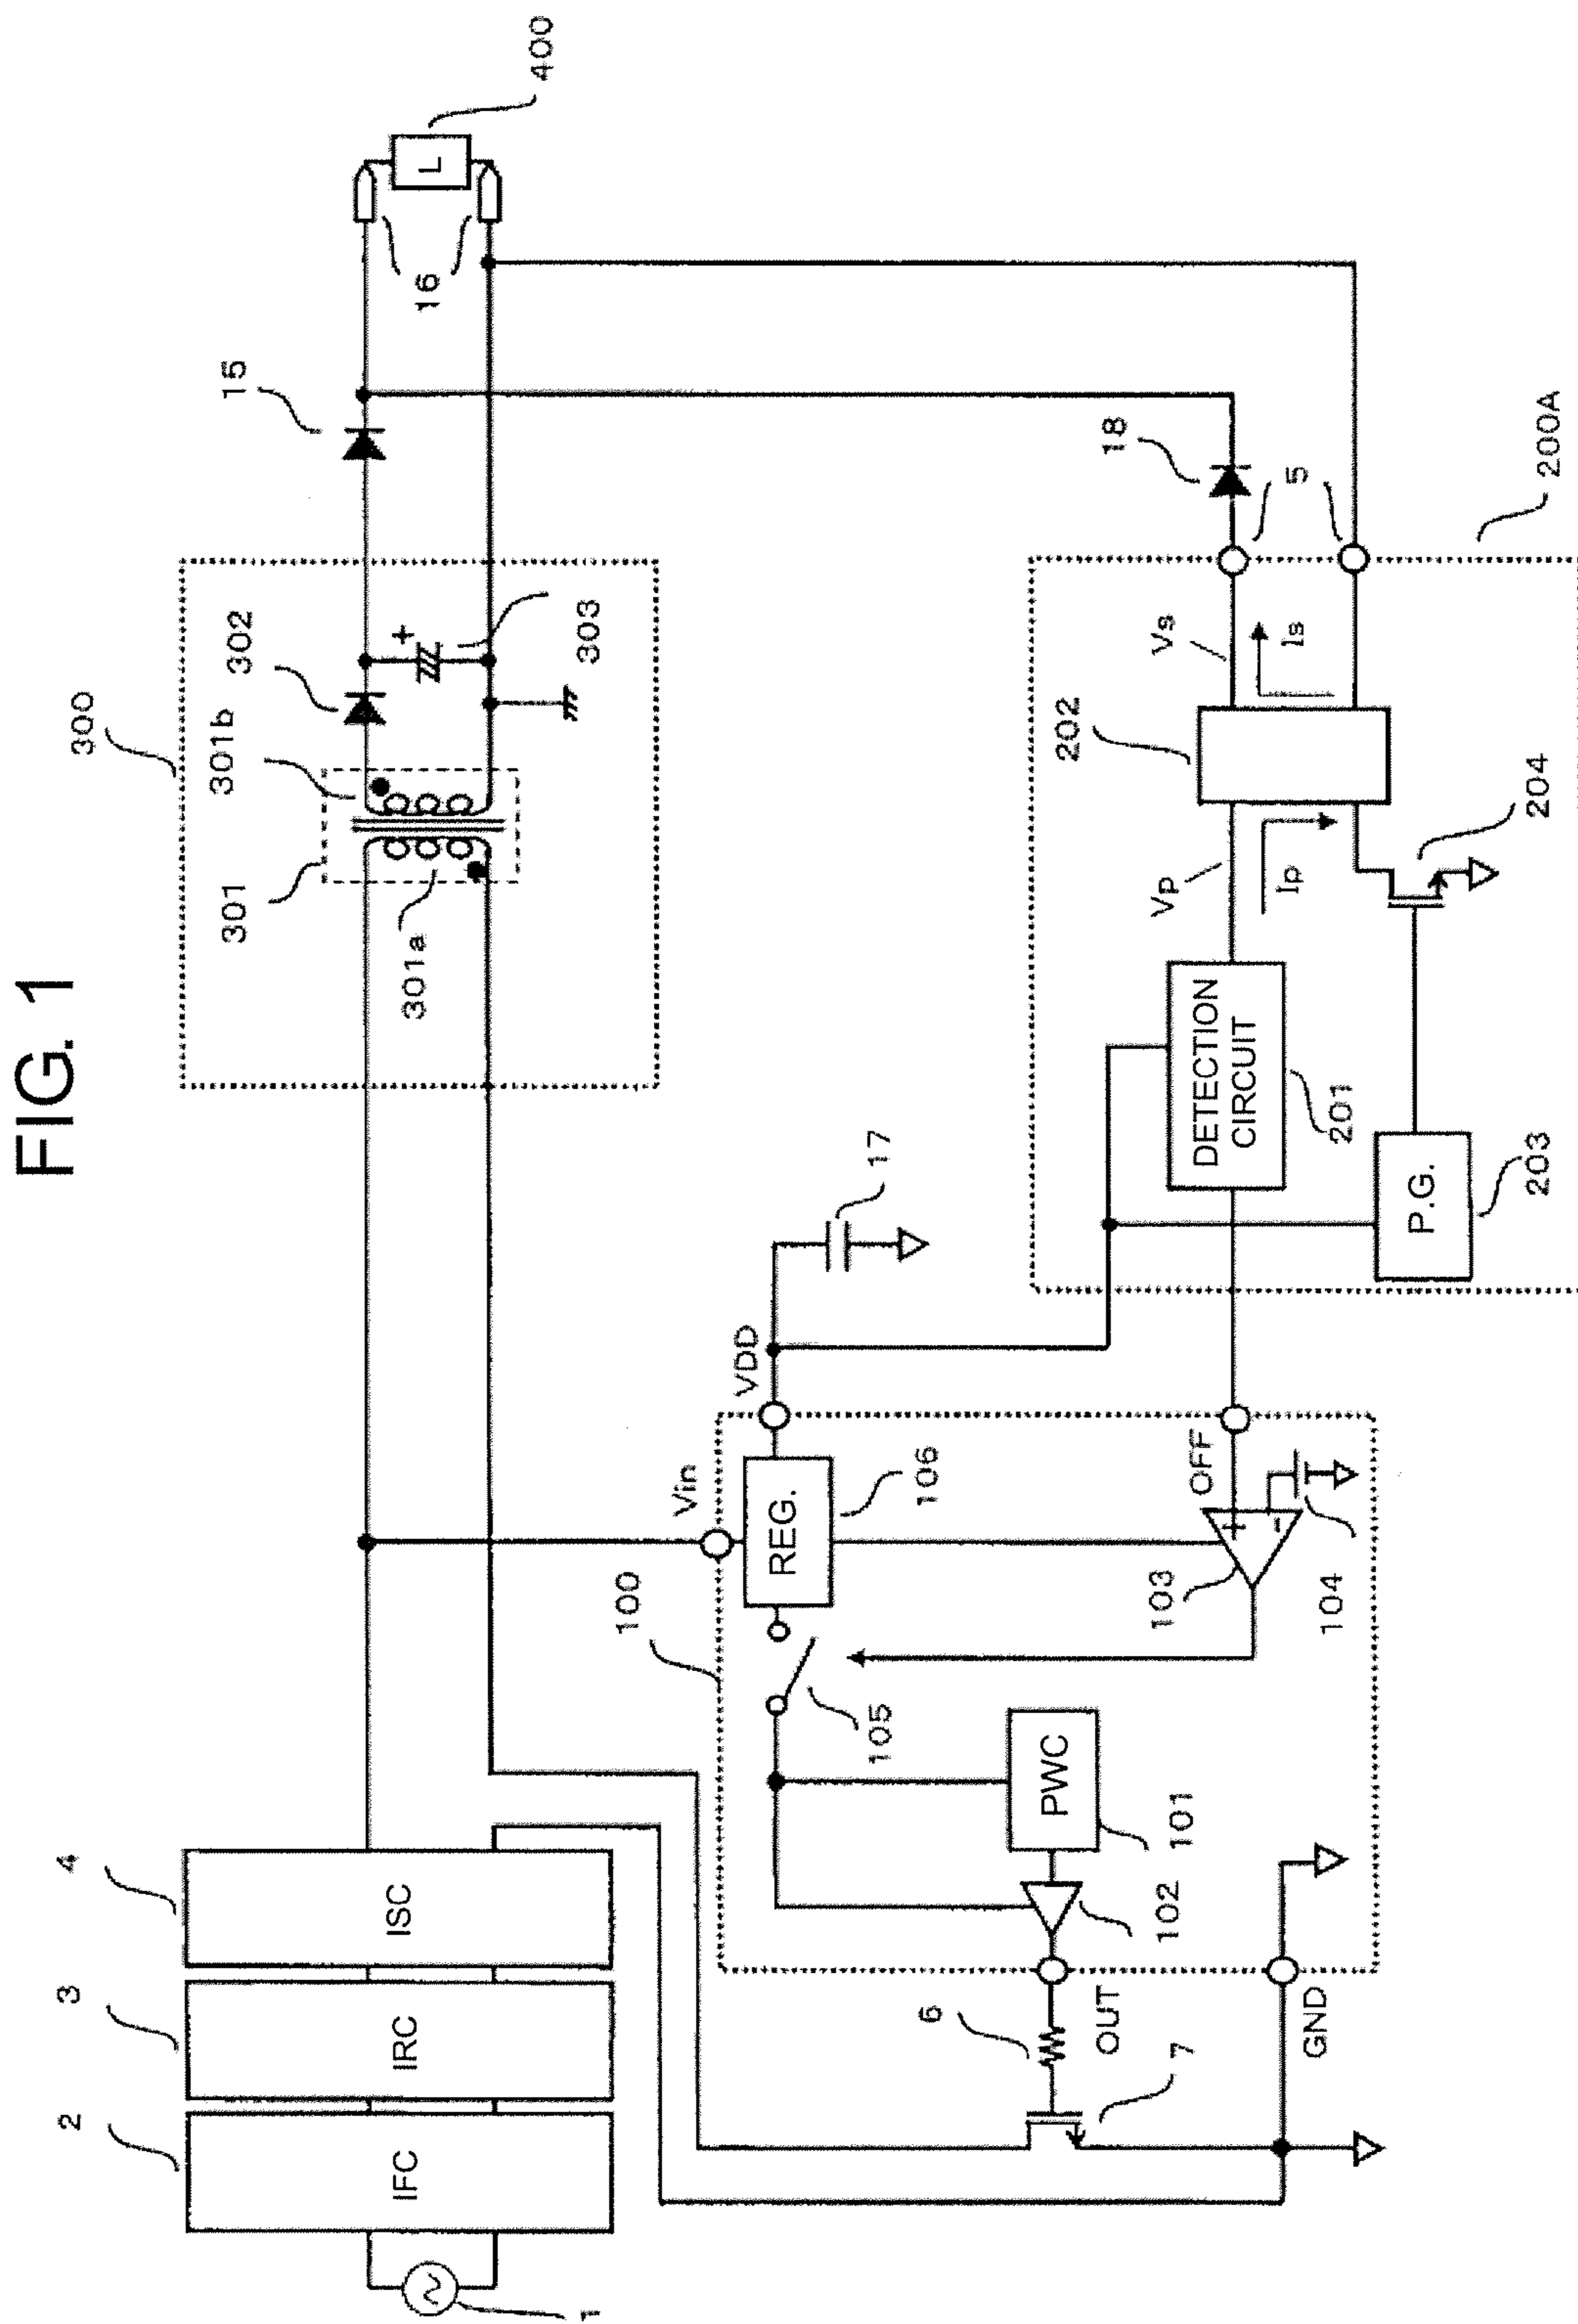 FIG. 1
1
2
IFC
3
IRC
4
ISC
300
301
301a
301b
302
+
303
15
16
L
400
Vin
VDD
17
100
REG.
106
105
PWC
101
102
103
104
+
-
OFF
OUT
GND
6
7
DETECTION
CIRCUIT
201
P.G.
203
Vp
Ip
202
Vs
Is
204
18
5
200A